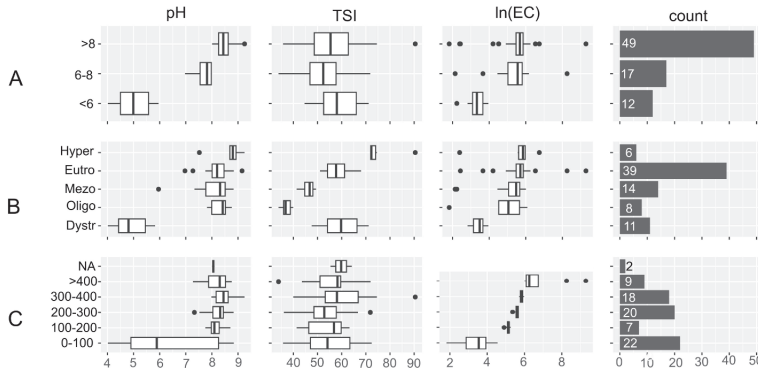 pH TSI ln(EC) count
A
>8 49
6-8 17
<6 12
B
Hyper 6
Eutro 39
Mezo 14
Oligo 8
Dystr 11
C
NA 2
>400 9
300-400 18
200-300 20
100-200 7
0-100 22
4 5 6 7 8 9 40 50 60 70 80 90 2 4 6 8 0 10 20 30 40 50